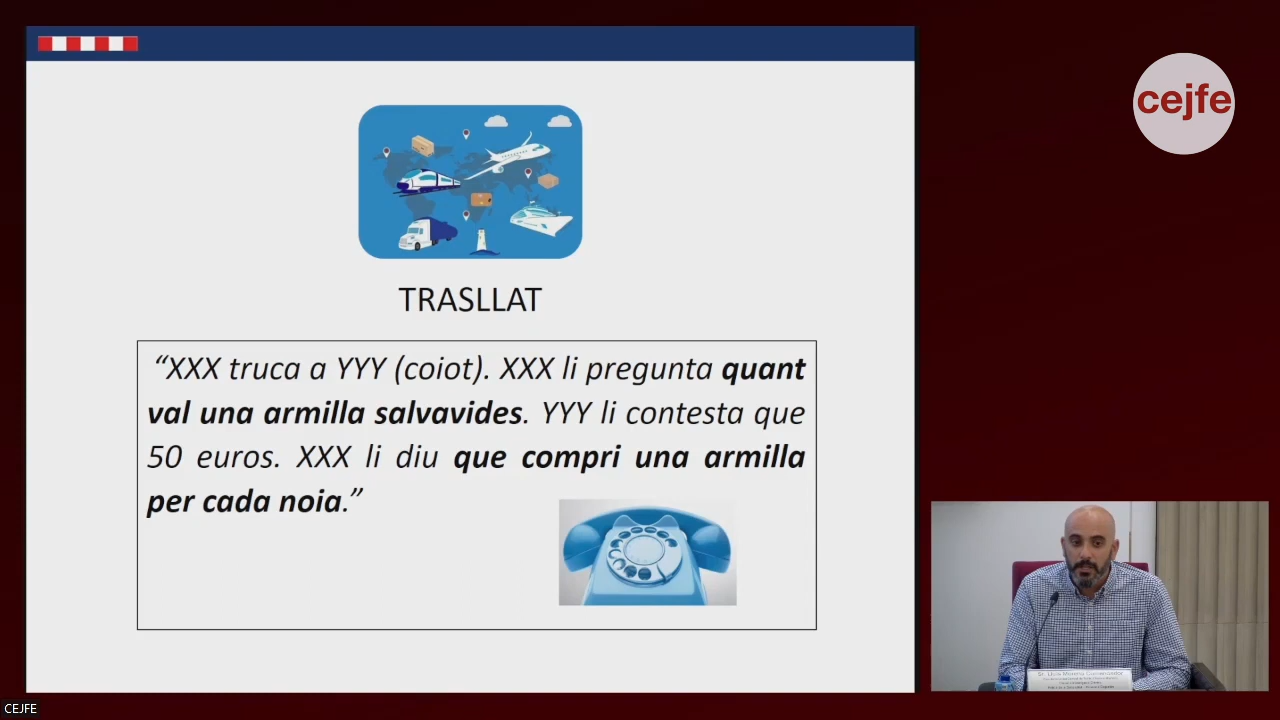 cejfe
TRASLLAT
“XXX truca a YYY (coiot). XXX li pregunta quant
val una armilla salvavides. YYY li contesta que
50 euros. XXX li diu que compri una armilla
per cada noia.”
CEJFE